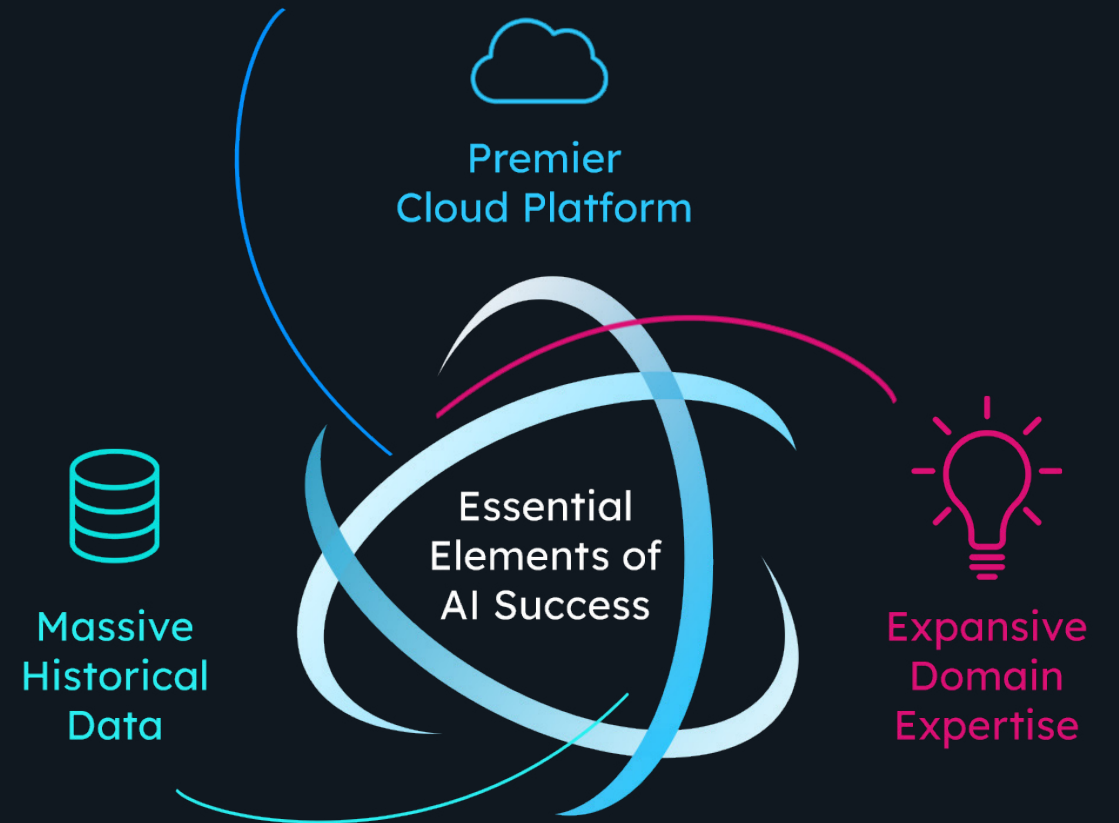 Premier
Cloud Platform
Essential
Elements of
AI Success
Massive
Historical
Data
Expansive
Domain
Expertise